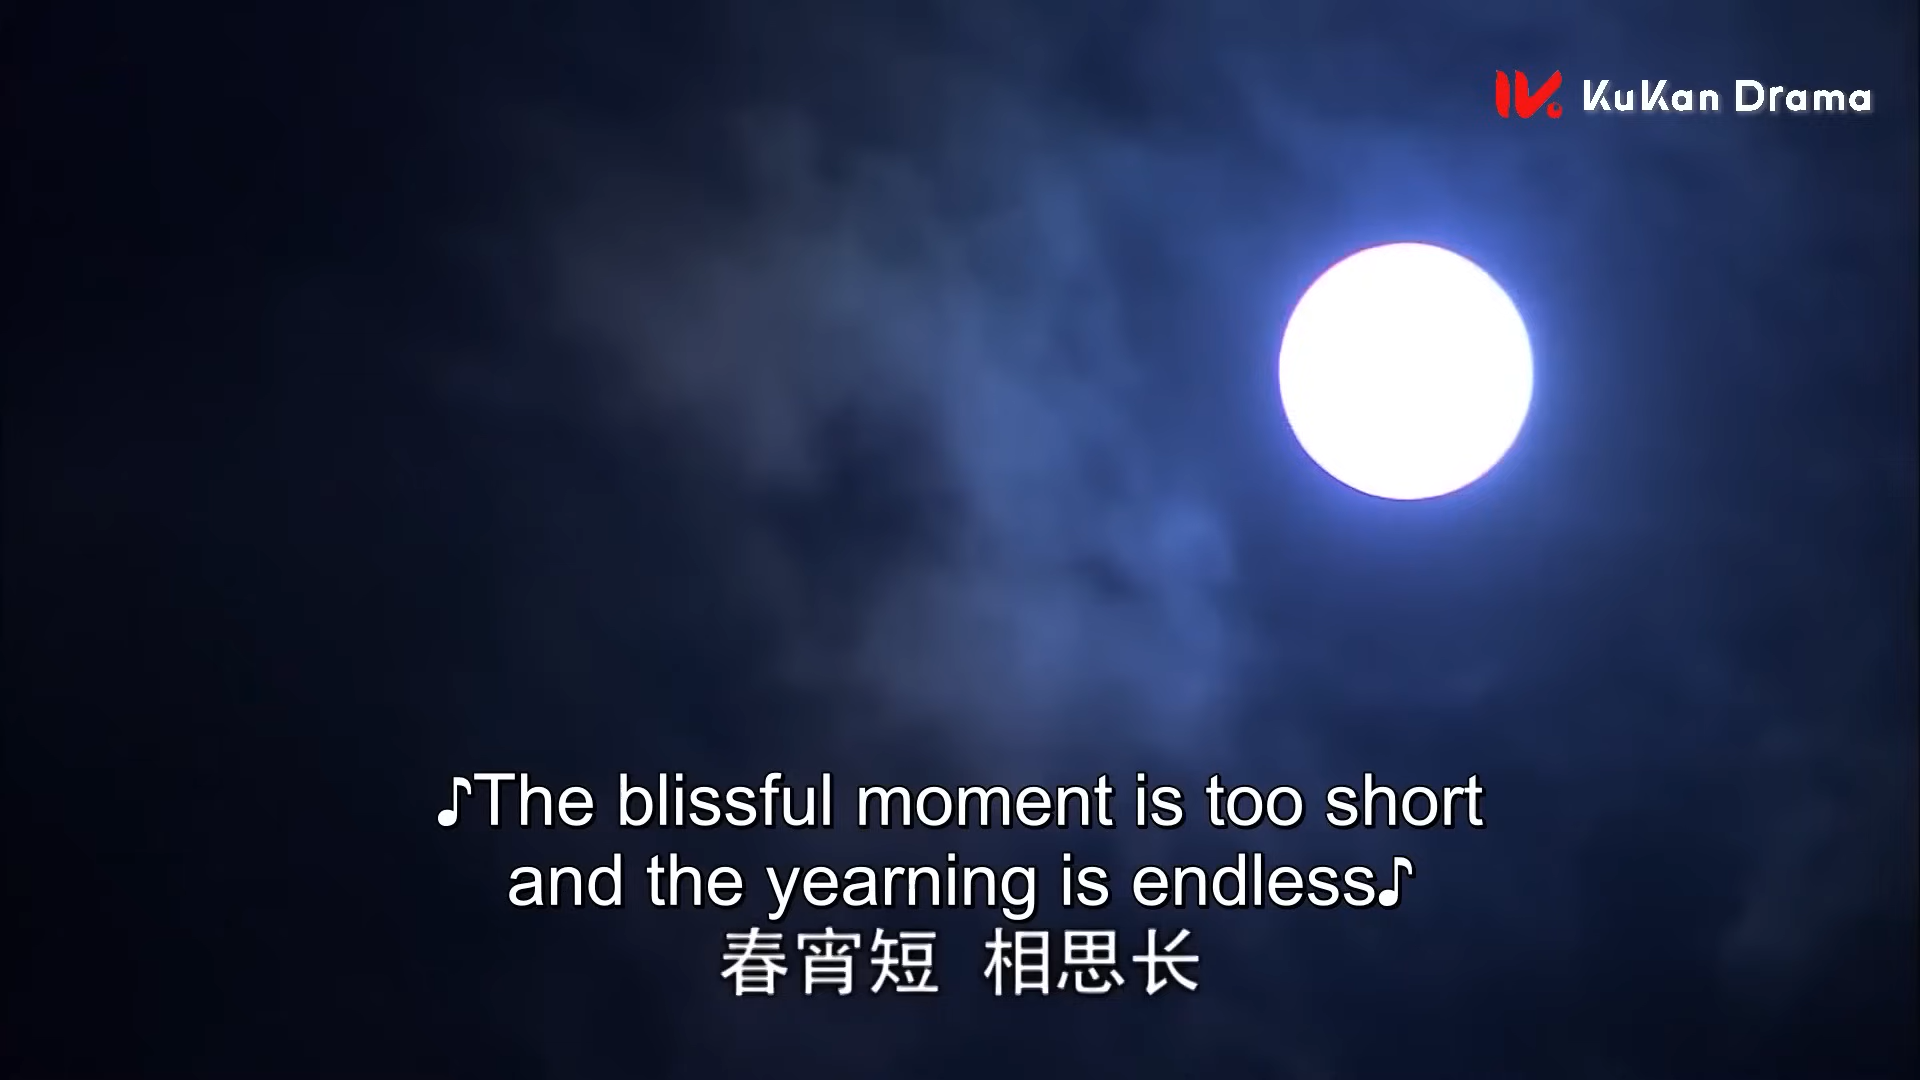 KuKan Drama
♪The blissful moment is too short
and the yearning is endless♪
春宵短 相思长